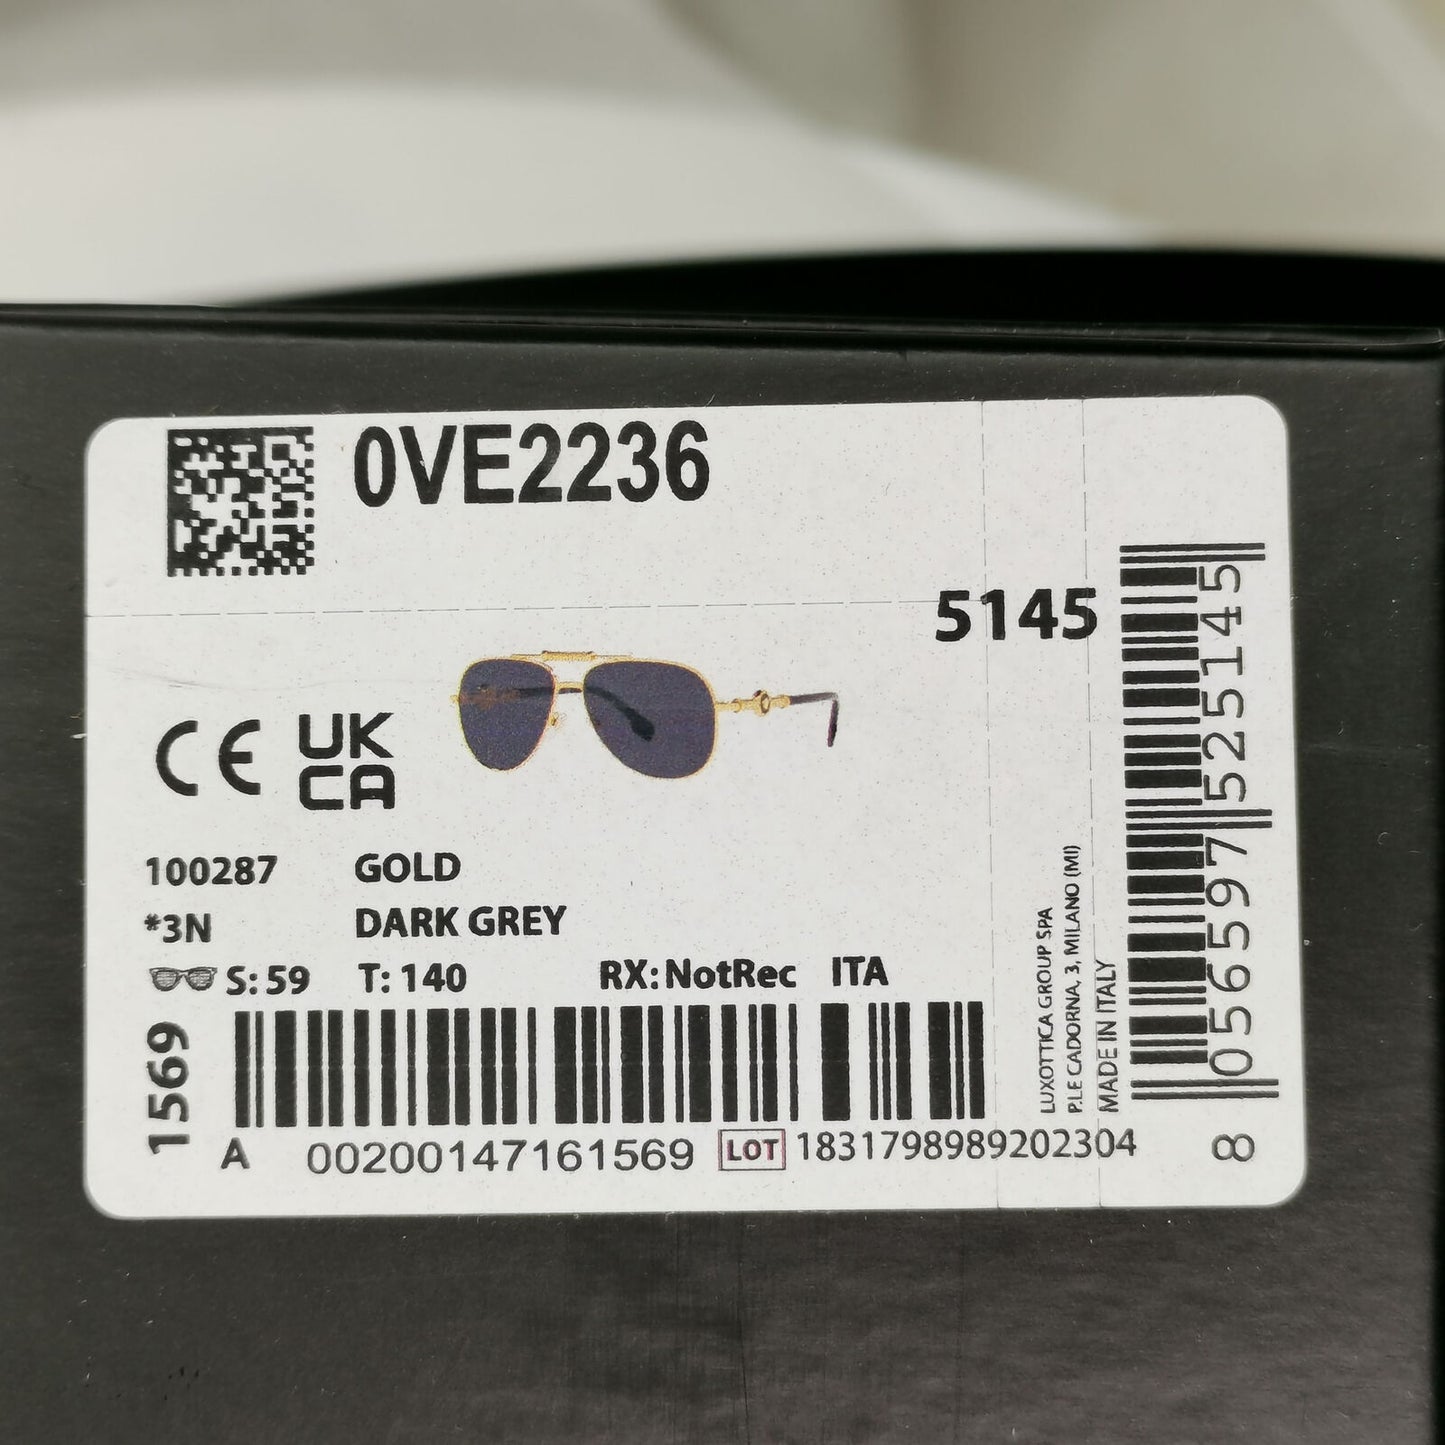 0VE2236
5145
CE
UK
CA
100287 GOLD
*3N DARK GREY
S: 59 T: 140 RX: NotRec ITA
1569
A 00200147161569 LOT 1831798989202304
LUXOTTICA GROUP SPA
P.LE CADORNA, 3, MILANO (MI)
MADE IN ITALY
8 056597 525145